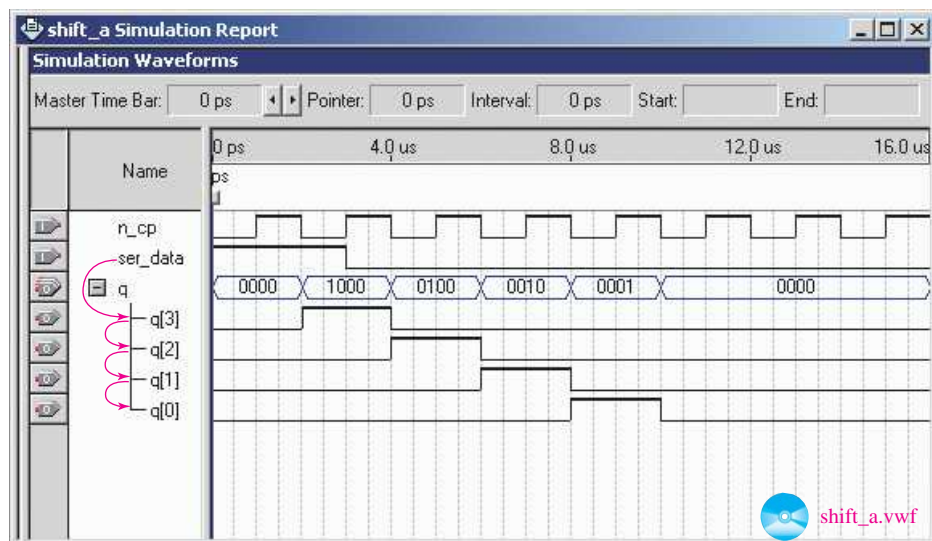 shift_a Simulation Report
Simulation Waveforms
Master Time Bar: 0 ps Pointer: 0 ps Interval: 0 ps Start: End:
Name
0 ps 4.0 us 8.0 us 12.0 us 16.0 us
ps
n_cp
ser_data
q 0000 1000 0100 0010 0001 0000
q[3]
q[2]
q[1]
q[0]
shift_a.vwf